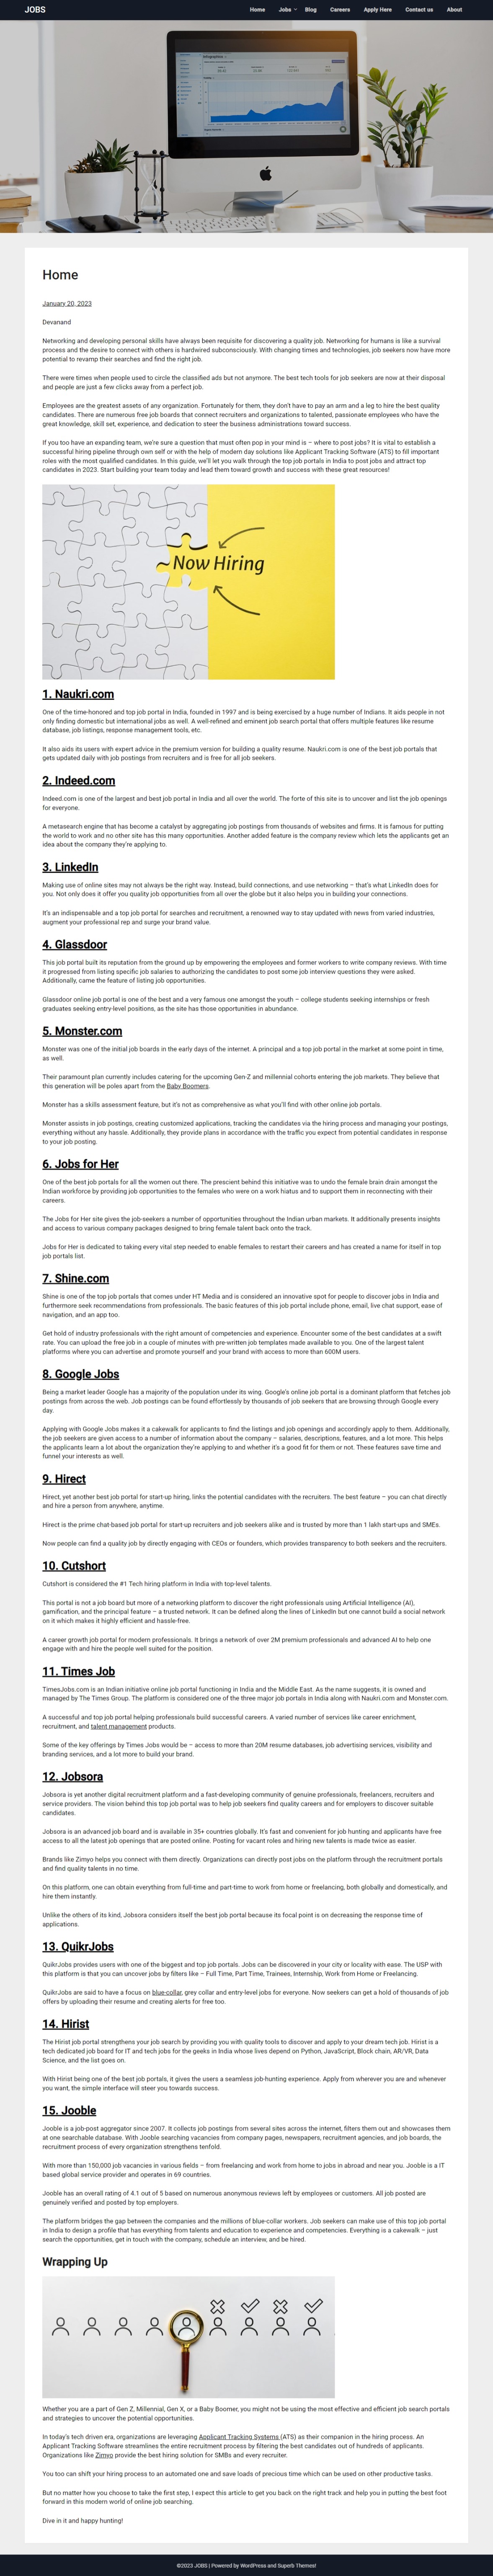 JOBS
Home Jobs Blog Careers Apply Here Contact us About
Home
January 20, 2023
Devanand
Networking and developing personal skills have always been requisite for discovering a quality job. Networking for humans is like a survival
process and the desire to connect with others is hardwired subconsciously. With changing times and technologies, job seekers now have more
potential to revamp their searches and find the right job.
There were times when people used to circle the classified ads but not anymore. The best tech tools for job seekers are now at their disposal
and people are just a few clicks away from a perfect job.
Employees are the greatest assets of any organization. Fortunately for them, they don't have to pay an arm and a leg to hire the best quality
candidates. There are numerous free job boards that connect recruiters and organizations to talented, passionate employees who have the
great knowledge, skill set, experience, and dedication to steer the business administrations toward success.
If you too have an expanding team, we're sure a question that must often pop in your mind is – where to post jobs? It is vital to establish a
successful hiring pipeline through own self or with the help of modern day solutions like Applicant Tracking Software (ATS) to fill important
roles with the most qualified candidates. In this guide, we'll let you walk through the top job portals in India to post jobs and attract top
candidates in 2023. Start building your team today and lead them toward growth and success with these great resources!
Now Hiring
1. Naukri.com
One of the time-honored and top job portal in India, founded in 1997 and is being exercised by a huge number of Indians. It aids people in not
only finding domestic but international jobs as well. A well-refined and eminent job search portal that offers multiple features like resume
database, job listings, response management tools, etc.
It also aids its users with expert advice in the premium version for building a quality resume. Naukri.com is one of the best job portals that
gets updated daily with job postings from recruiters and is free for all job seekers.
2. Indeed.com
Indeed.com is one of the largest and best job portal in India and all over the world. The forte of this site is to uncover and list the job openings
for everyone.
A metasearch engine that has become a catalyst by aggregating job postings from thousands of websites and firms. It is famous for putting
the world to work and no other site has this many opportunities. Another added feature is the company review which lets the applicants get an
idea about the company they're applying to.
3. LinkedIn
Making use of online sites may not always be the right way. Instead, build connections, and use networking – that's what LinkedIn does for
you. Not only does it offer you quality job opportunities from all over the globe but it also helps you in building your connections.
It's an indispensable and a top job portal for searches and recruitment, a renowned way to stay updated with news from varied industries,
augment your professional rep and surge your brand value.
4. Glassdoor
This job portal built its reputation from the ground up by empowering the employees and former workers to write company reviews. With time
it progressed from listing specific job salaries to authorizing the candidates to post some job interview questions they were asked.
Additionally, came the feature of listing job opportunities.
Glassdoor online job portal is one of the best and a very famous one amongst the youth – college students seeking internships or fresh
graduates seeking entry-level positions, as the site has those opportunities in abundance.
5. Monster.com
Monster was one of the initial job boards in the early days of the internet. A principal and a top job portal in the market at some point in time,
as well.
Their paramount plan currently includes catering for the upcoming Gen-Z and millennial cohorts entering the job markets. They believe that
this generation will be poles apart from the Baby Boomers.
Monster has a skills assessment feature, but it's not as comprehensive as what you'll find with other online job portals.
Monster assists in job postings, creating customized applications, tracking the candidates via the hiring process and managing your postings,
everything without any hassle. Additionally, they provide plans in accordance with the traffic you expect from potential candidates in response
to your job posting.
6. Jobs for Her
One of the best job portals for all the women out there. The prescient behind this initiative was to undo the female brain drain amongst the
Indian workforce by providing job opportunities to the females who were on a work hiatus and to support them in reconnecting with their
careers.
The Jobs for Her site gives the job-seekers a number of opportunities throughout the Indian urban markets. It additionally presents insights
and access to various company packages designed to bring female talent back onto the track.
Jobs for Her is dedicated to taking every vital step needed to enable females to restart their careers and has created a name for itself in top
job portals list.
7. Shine.com
Shine is one of the top job portals that comes under HT Media and is considered an innovative spot for people to discover jobs in India and
furthermore seek recommendations from professionals. The basic features of this job portal include phone, email, live chat support, ease of
navigation, and an app too.
Get hold of industry professionals with the right amount of competencies and experience. Encounter some of the best candidates at a swift
rate. You can upload the free job in a couple of minutes with pre-written job templates made available to you. One of the largest talent
platforms where you can advertise and promote yourself and your brand with access to more than 600M users.
8. Google Jobs
Being a market leader Google has a majority of the population under its wing. Google's online job portal is a dominant platform that fetches job
postings from across the web. Job postings can be found effortlessly by thousands of job seekers that are browsing through Google every
day.
Applying with Google Jobs makes it a cakewalk for applicants to find the listings and job openings and accordingly apply to them. Additionally,
the job seekers are given access to a number of information about the company – salaries, descriptions, features, and a lot more. This helps
the applicants learn a lot about the organization they're applying to and whether it's a good fit for them or not. These features save time and
funnel your interests as well.
9. Hirect
Hirect, yet another best job portal for start-up hiring, links the potential candidates with the recruiters. The best feature – you can chat directly
and hire a person from anywhere, anytime.
Hirect is the prime chat-based job portal for start-up recruiters and job seekers alike and is trusted by more than 1 lakh start-ups and SMEs.
Now people can find a quality job by directly engaging with CEOs or founders, which provides transparency to both seekers and the recruiters.
10. Cutshort
Cutshort is considered the #1 Tech hiring platform in India with top-level talents.
This portal is not a job board but more of a networking platform to discover the right professionals using Artificial Intelligence (AI),
gamification, and the principal feature – a trusted network. It can be defined along the lines of LinkedIn but one cannot build a social network
on it which makes it highly efficient and hassle-free.
A career growth job portal for modern professionals. It brings a network of over 2M premium professionals and advanced AI to help one
engage with and hire the people well suited for the position.
11. Times Job
TimesJobs.com is an Indian initiative online job portal functioning in India and the Middle East. As the name suggests, it is owned and
managed by The Times Group. The platform is considered one of the three major job portals in India along with Naukri.com and Monster.com.
A successful and top job portal helping professionals build successful careers. A varied number of services like career enrichment,
recruitment, and talent management products.
Some of the key offerings by Times Jobs would be – access to more than 20M resume databases, job advertising services, visibility and
branding services, and a lot more to build your brand.
12. Jobsora
Jobsora is yet another digital recruitment platform and a fast-developing community of genuine professionals, freelancers, recruiters and
service providers. The vision behind this top job portal was to help job seekers find quality careers and for employers to discover suitable
candidates.
Jobsora is an advanced job board and is available in 35+ countries globally. It's fast and convenient for job hunting and applicants have free
access to all the latest job openings that are posted online. Posting for vacant roles and hiring new talents is made twice as easier.
Brands like Zimyo helps you connect with them directly. Organizations can directly post jobs on the platform through the recruitment portals
and find quality talents in no time.
On this platform, one can obtain everything from full-time and part-time to work from home or freelancing, both globally and domestically, and
hire them instantly.
Unlike the others of its kind, Jobsora considers itself the best job portal because its focal point is on decreasing the response time of
applications.
13. QuikrJobs
QuikrJobs provides users with one of the biggest and top job portals. Jobs can be discovered in your city or locality with ease. The USP with
this platform is that you can uncover jobs by filters like – Full Time, Part Time, Trainees, Internship, Work from Home or Freelancing.
QuikrJobs are said to have a focus on blue-collar, grey collar and entry-level jobs for everyone. Now seekers can get a hold of thousands of job
offers by uploading their resume and creating alerts for free too.
14. Hirist
The Hirist job portal strengthens your job search by providing you with quality tools to discover and apply to your dream tech job. Hirist is a
tech dedicated job board for IT and tech jobs for the geeks in India whose lives depend on Python, JavaScript, Block chain, AR/VR, Data
Science, and the list goes on.
With Hirist being one of the best job portals, it gives the users a seamless job-hunting experience. Apply from wherever you are and whenever
you want, the simple interface will steer you towards success.
15. Jooble
Jooble is a job-post aggregator since 2007. It collects job postings from several sites across the internet, filters them out and showcases them
at one searchable database. With Jooble searching vacancies from company pages, newspapers, recruitment agencies, and job boards, the
recruitment process of every organization strengthens tenfold.
With more than 150,000 job vacancies in various fields – from freelancing and work from home to jobs in abroad and near you. Jooble is a IT
based global service provider and operates in 69 countries.
Jooble has an overall rating of 4.1 out of 5 based on numerous anonymous reviews left by employees or customers. All job posted are
genuinely verified and posted by top employers.
The platform bridges the gap between the companies and the millions of blue-collar workers. Job seekers can make use of this top job portal
in India to design a profile that has everything from talents and education to experience and competencies. Everything is a cakewalk – just
search the opportunities, get in touch with the company, schedule an interview, and be hired.
Wrapping Up
Whether you are a part of Gen Z, Millennial, Gen X, or a Baby Boomer, you might not be using the most effective and efficient job search portals
and strategies to uncover the potential opportunities.
In today's tech driven era, organizations are leveraging Applicant Tracking Systems (ATS) as their companion in the hiring process. An
Applicant Tracking Software streamlines the entire recruitment process by filtering the best candidates out of hundreds of applicants.
Organizations like Zimyo provide the best hiring solution for SMBs and every recruiter.
You too can shift your hiring process to an automated one and save loads of precious time which can be used on other productive tasks.
But no matter how you choose to take the first step, I expect this article to get you back on the right track and help you in putting the best foot
forward in this modern world of online job searching.
Dive in it and happy hunting!
©2023 JOBS | Powered by WordPress and Superb Themes!